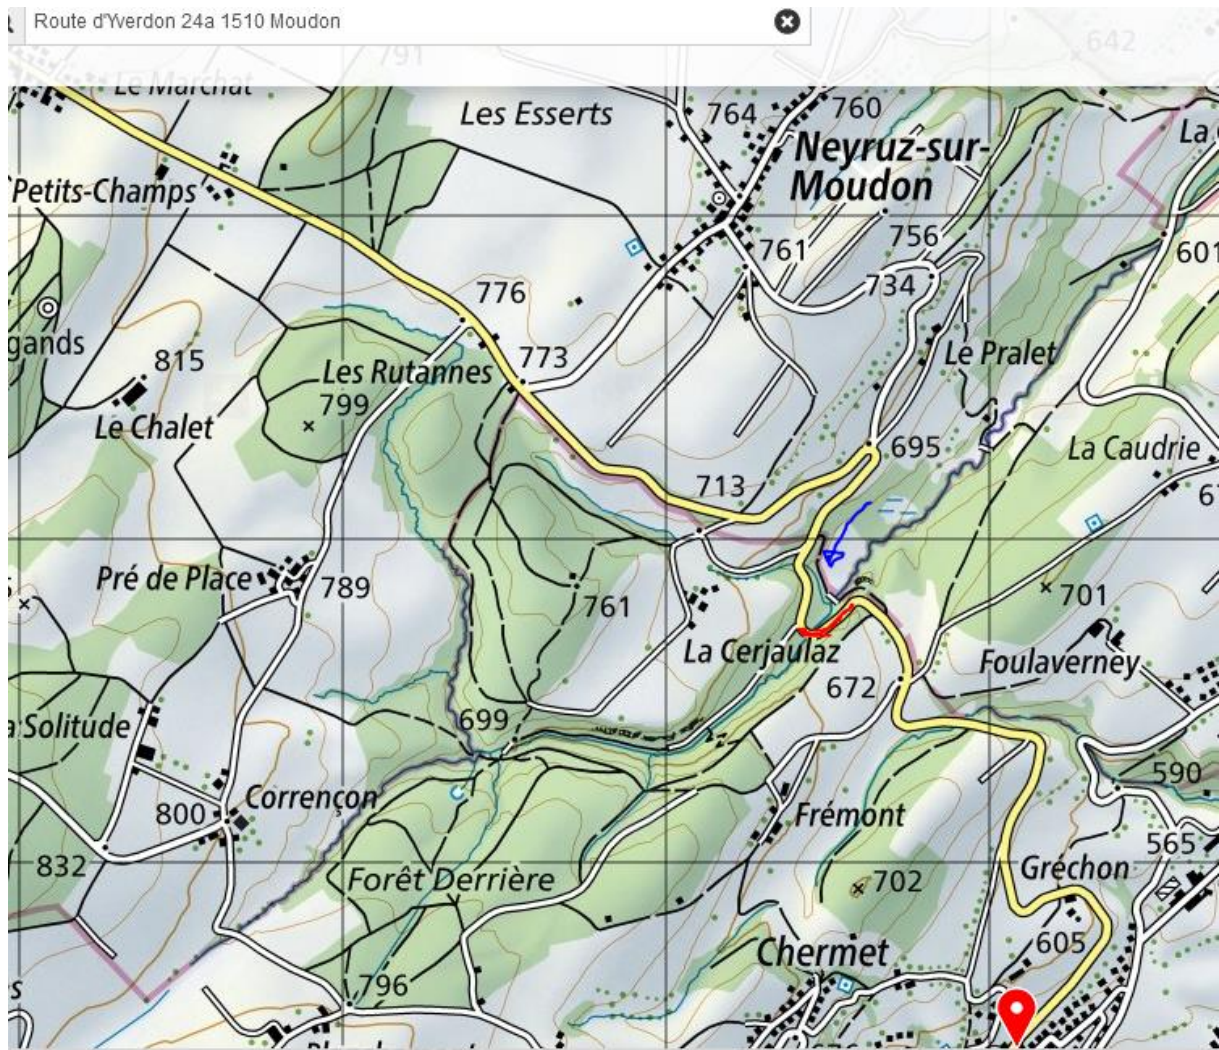 Route d'Yverdon 24a 1510 Moudon
642
791
Le Marchat
Les Esserts
764
760
Neyruz-sur-
Moudon
Petits-Champs
761
756
601
734
776
gands
815
Les Rutannes
773
Le Pralet
799
Le Chalet
695
La Caudrie
713
Pré de Place
789
761
701
La Cerjaulaz
Foulaverney
672
a Solitude
699
590
Corrençon
800
Frémont
565
832
Gréchon
Forêt Derrière
702
605
Chermet
796